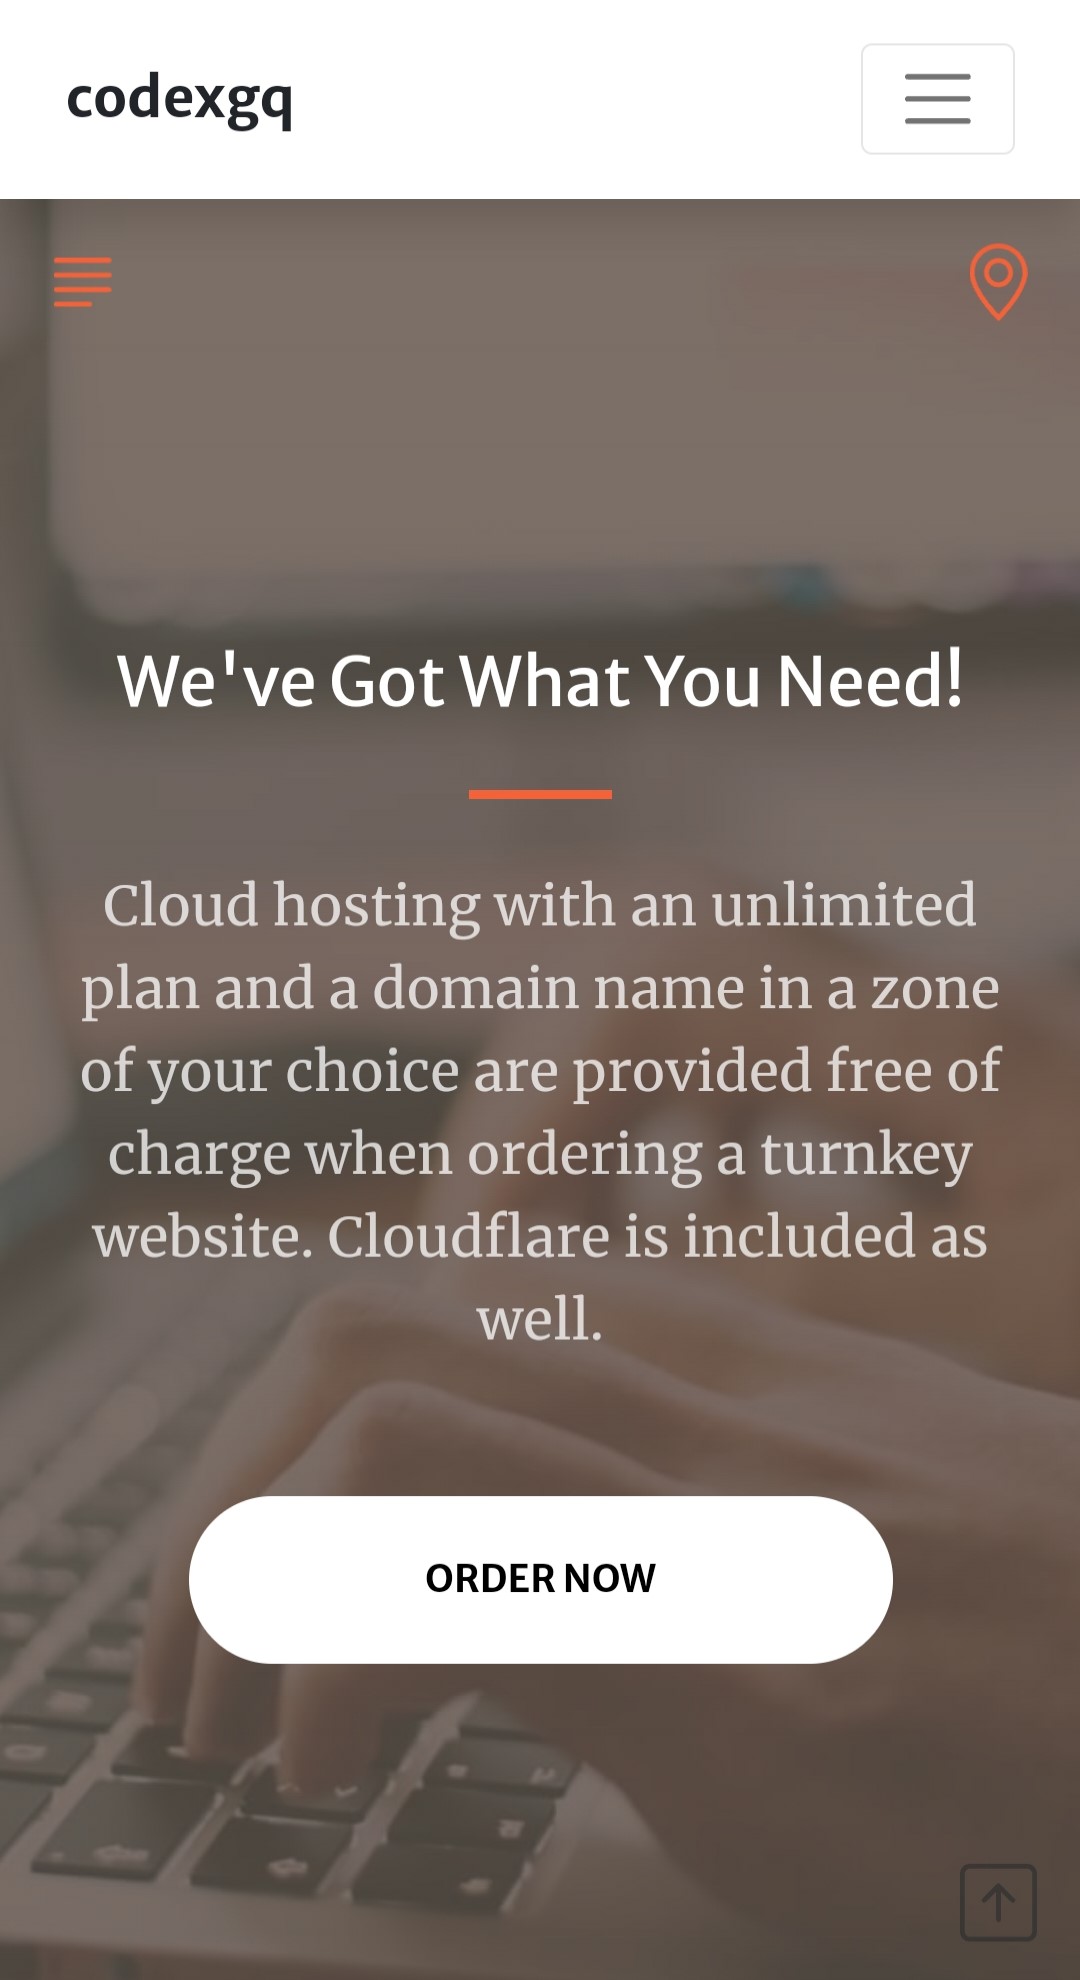 codexgq
We've Got What You Need!
Cloud hosting with an unlimited
plan and a domain name in a zone
of your choice are provided free of
charge when ordering a turnkey
website. Cloudflare is included as
well.
ORDER NOW